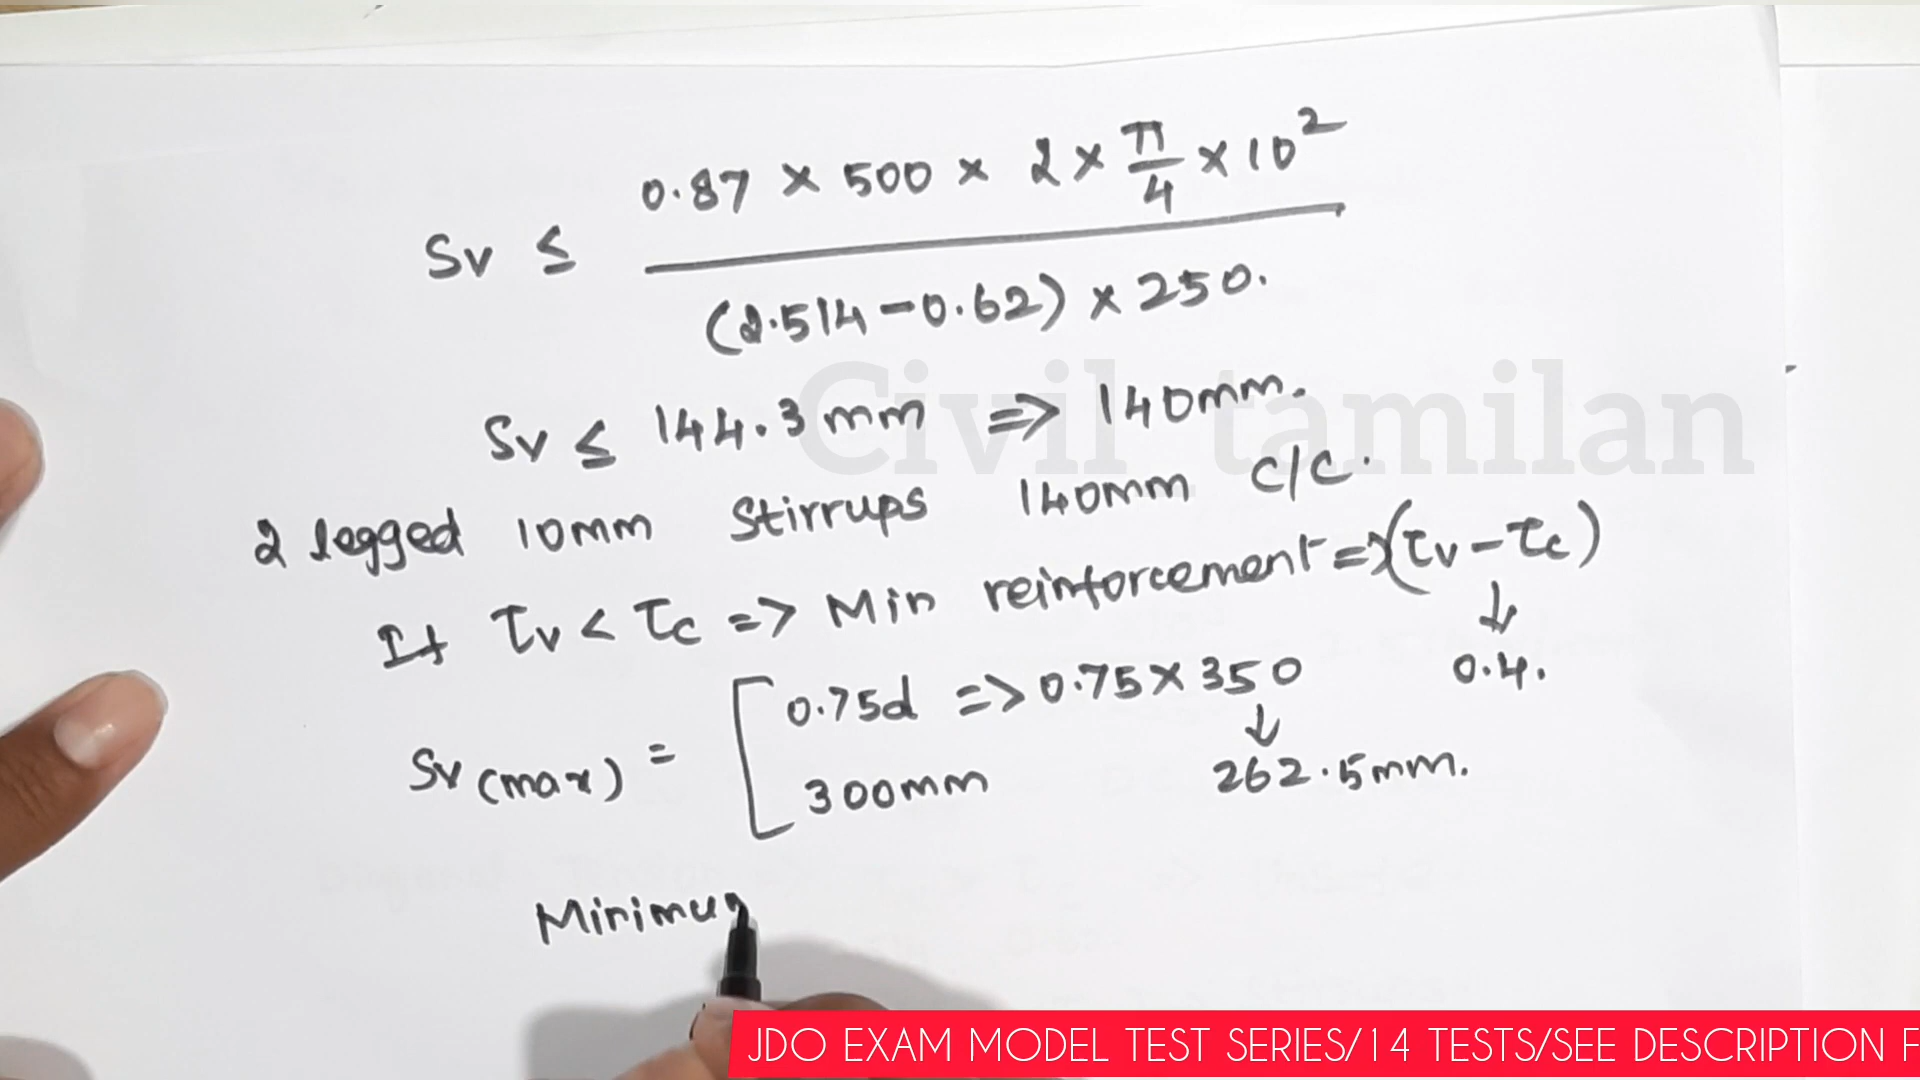 Sv ≤ 0.87 × 500 × 2 × π/4 × 10² / (2.514 - 0.62) × 250.
Sv ≤ 144.3mm => 140mm.
Civil tamilan
2 legged 10mm Stirrups 140mm c/c.
If τv < τc => Min reinforcement => (τv - τc)
↓
0.4.
Sv (max) = [ 0.75d => 0.75 × 350
↓
300mm 262.5mm.
Minimu
JDO EXAM MODEL TEST SERIES/14 TESTS/SEE DESCRIPTION F